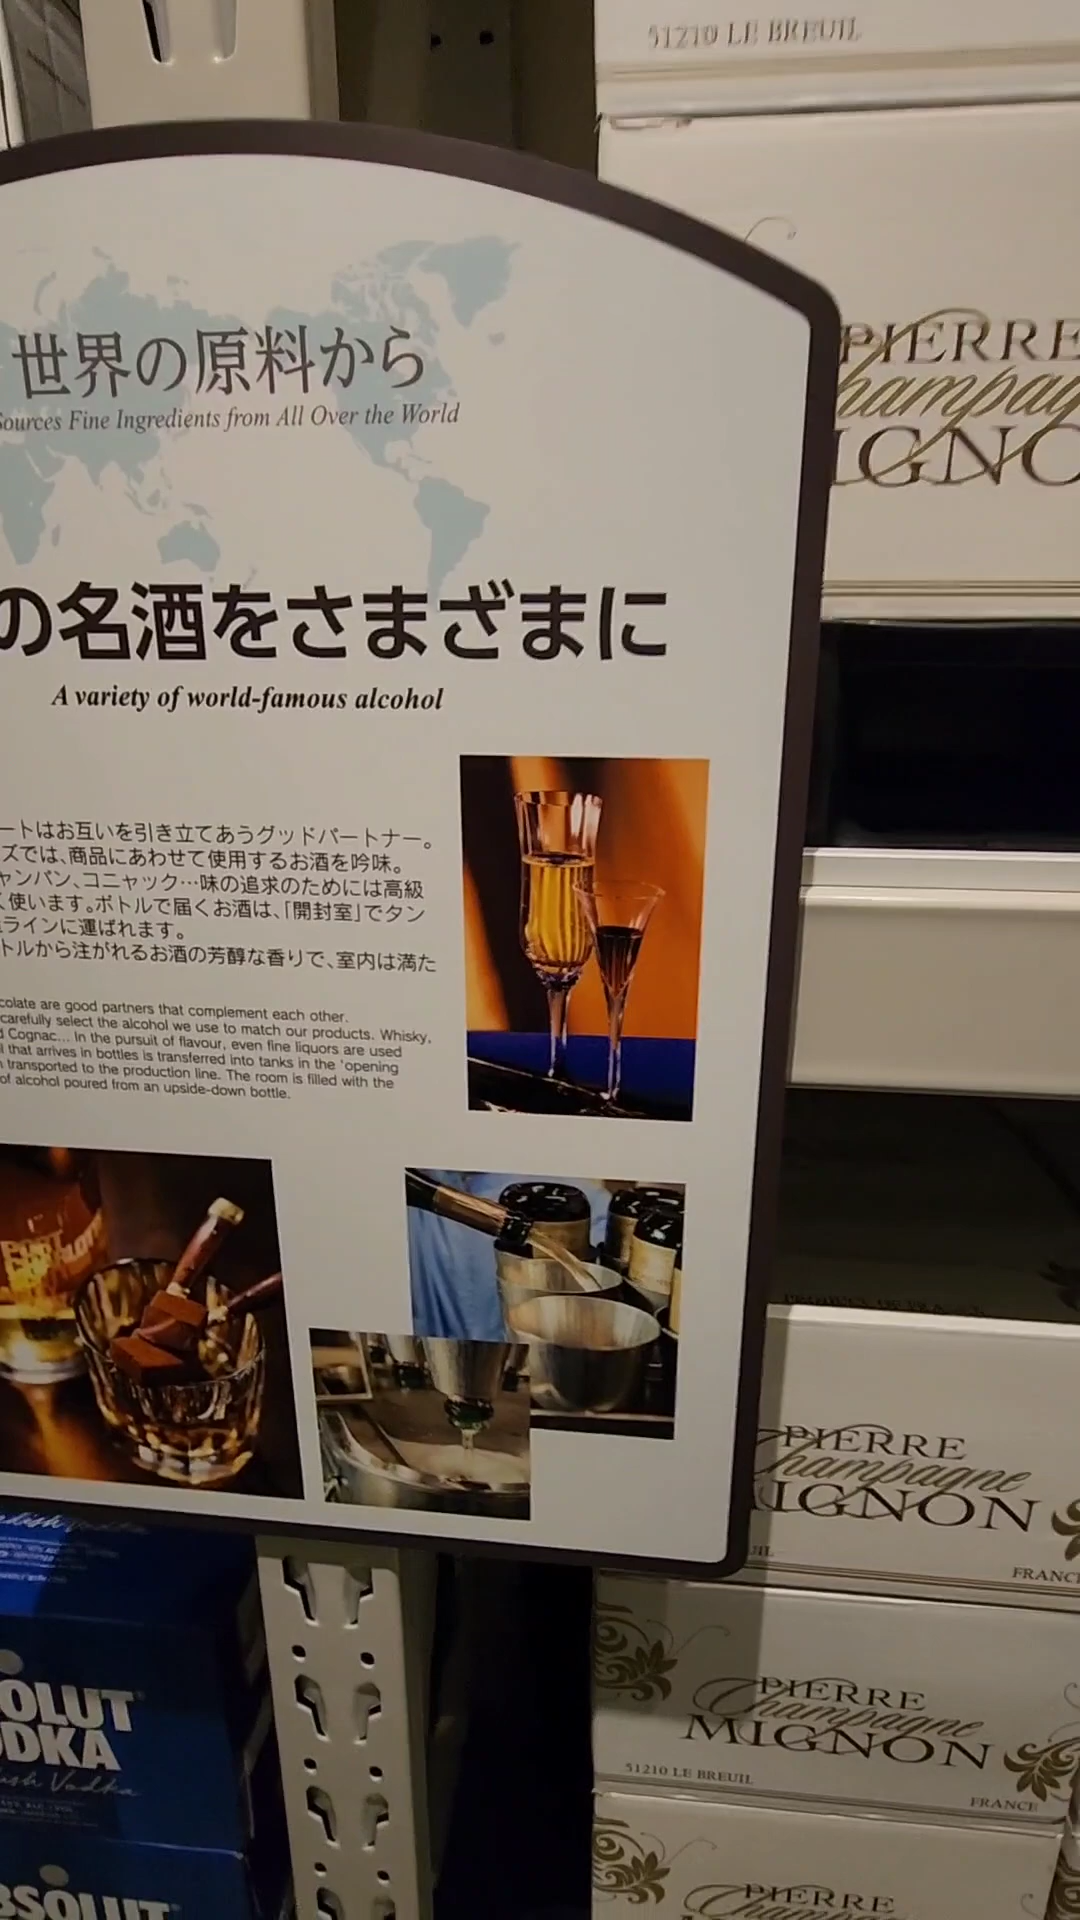 51210 LE BREUIL
世界の原料から
Sources Fine Ingredients from All Over the World
の名酒をさまざまに
A variety of world-famous alcohol
ートはお互いを引き立てあうグッドパートナー。
ズでは、商品にあわせて使用するお酒を吟味。
ャンパン、コニャック…味の追求のためには高級
く使います。ボトルで届くお酒は、「開封室」でタン
ラインに運ばれます。
トルから注がれるお酒の芳醇な香りで、室内は満た
colate are good partners that complement each other.
carefully select the alcohol we use to match our products. Whisky,
d Cognac... In the pursuit of flavour, even fine liquors are used
l that arrives in bottles is transferred into tanks in the 'opening
transported to the production line. The room is filled with the
of alcohol poured from an upside-down bottle.
PORT
PIERRE
hampag
IGNO
PIERRE
Champagne
MIGNON
FRANCE
PIERRE
Champagne
MIGNON
51210 LE BREUIL
FRANCE
PIERRE
OLUT
ODKA
ish Vodka
BSOLUT